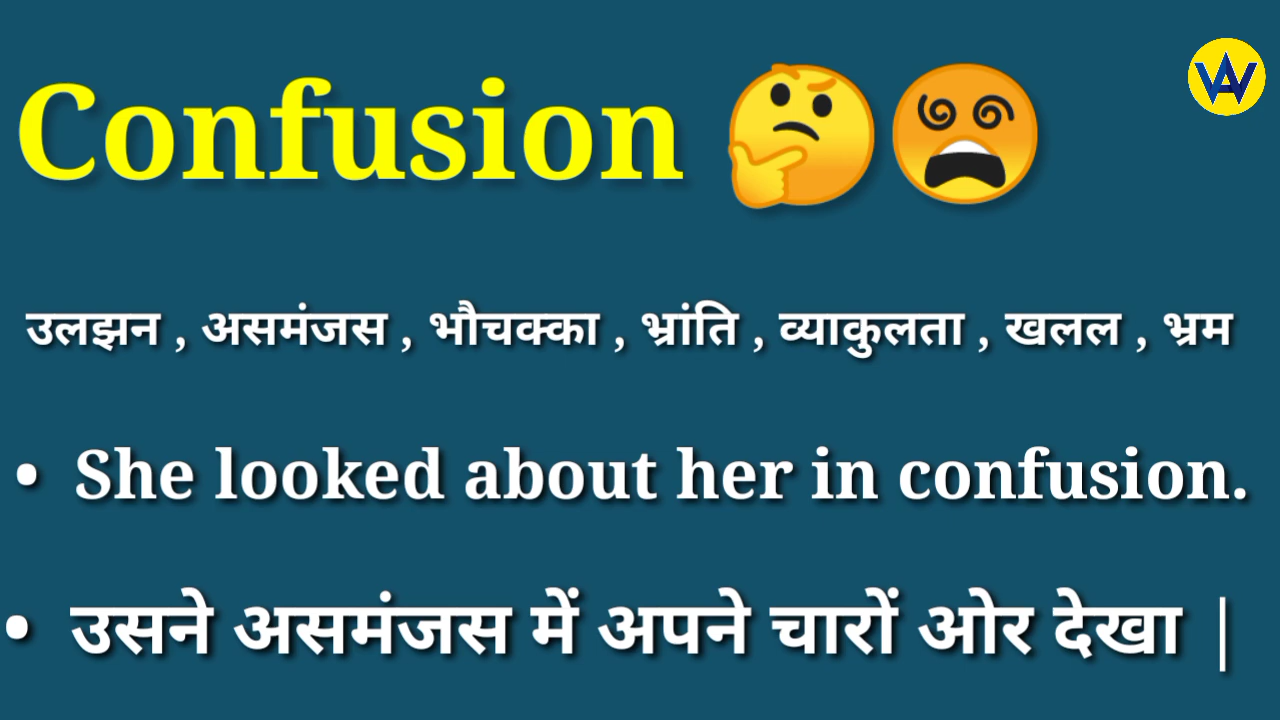 Confusion 🤔😵
उलझन , असमंजस , भौचक्का , भ्रांति , व्याकुलता , खलल , भ्रम
• She looked about her in confusion.
• उसने असमंजस में अपने चारों ओर देखा |